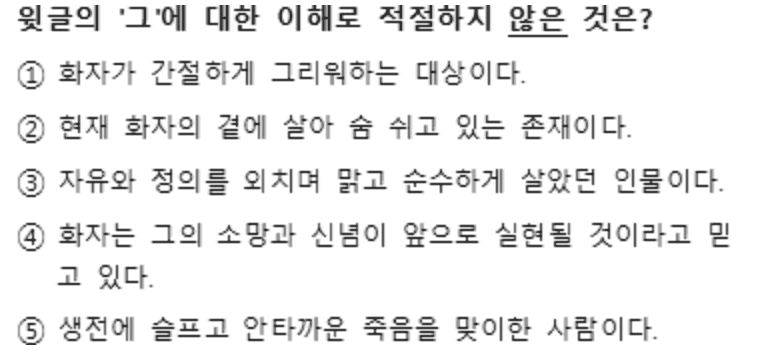 윗글의 '그'에 대한 이해로 적절하지 않은 것은?
① 화자가 간절하게 그리워하는 대상이다.
② 현재 화자의 곁에 살아 숨 쉬고 있는 존재이다.
③ 자유와 정의를 외치며 맑고 순수하게 살았던 인물이다.
④ 화자는 그의 소망과 신념이 앞으로 실현될 것이라고 믿
고 있다.
⑤ 생전에 슬프고 안타까운 죽음을 맞이한 사람이다.